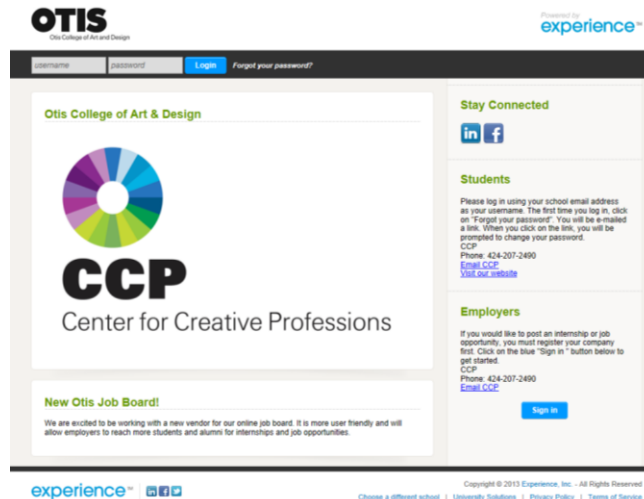 OTIS
Otis College of Art and Design
Powered by
experience™
username
password
Login
Forgot your password?
Otis College of Art & Design
CCP
Center for Creative Professions
New Otis Job Board!
We are excited to be working with a new vendor for our online job board. It is more user friendly and will
allow employers to reach more students and alumni for internships and job opportunities.
Stay Connected
in f
Students
Please log in using your school email address
as your username. The first time you log in, click
on "Forgot your password". You will be e-mailed
a link. When you click on the link, you will be
prompted to change your password.
CCP
Phone: 424-207-2490
Email CCP
Visit our website
Employers
If you would like to post an internship or job
opportunity, you must register your company
first. Click on the blue "Sign in " button below to
get started.
CCP
Phone: 424-207-2490
Email CCP
Sign in
experience™
in f
Copyright © 2013 Experience, Inc. - All Rights Reserved
Choose a different school | University Solutions | Privacy Policy | Terms of Service